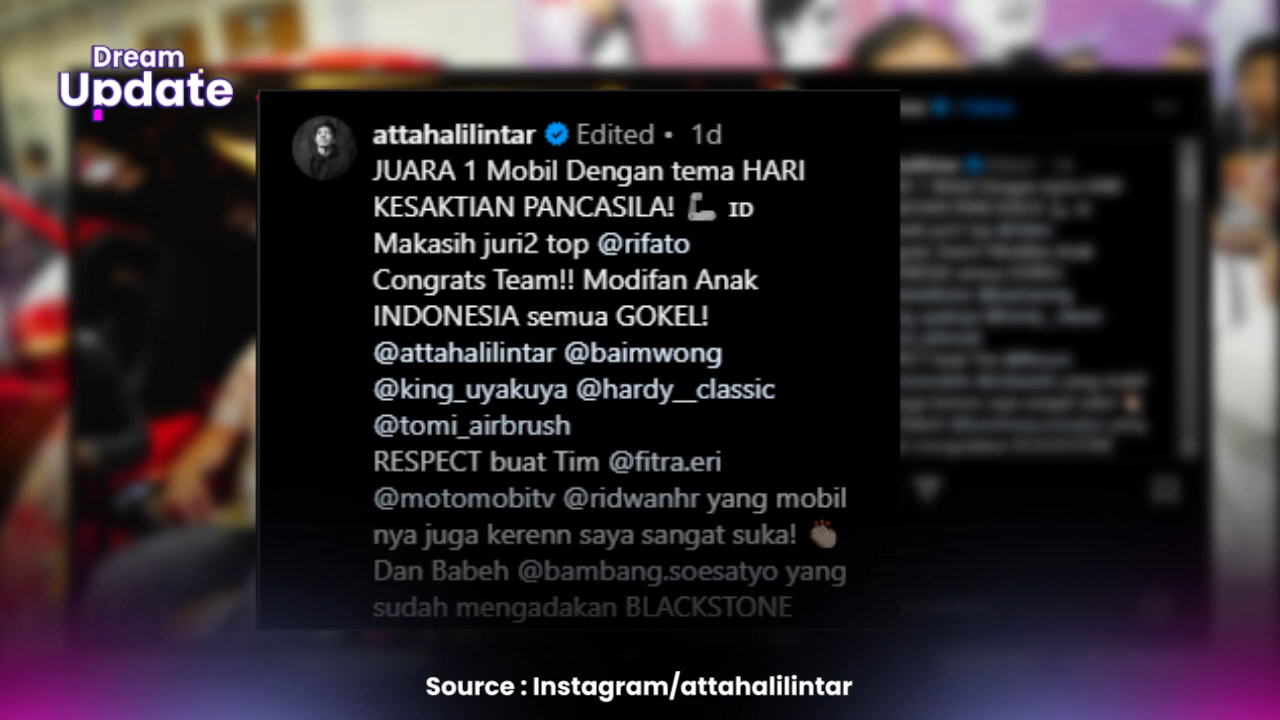 Dream
Update
attahalilintar Edited • 1d
JUARA 1 Mobil Dengan tema HARI
KESAKTIAN PANCASILA! 🦾 ID
Makasih juri2 top @rifato
Congrats Team!! Modifan Anak
INDONESIA semua GOKEL!
@attahalilintar @baimwong
@king_uyakuya @hardy__classic
@tomi_airbrush
RESPECT buat Tim @fitra.eri
@motomobitv @ridwanhr yang mobil
nya juga kerenn saya sangat suka! 👏🏻
Dan Babeh @bambang.soesatyo yang
sudah mengadakan BLACKSTONE
Source : Instagram/attahalilintar